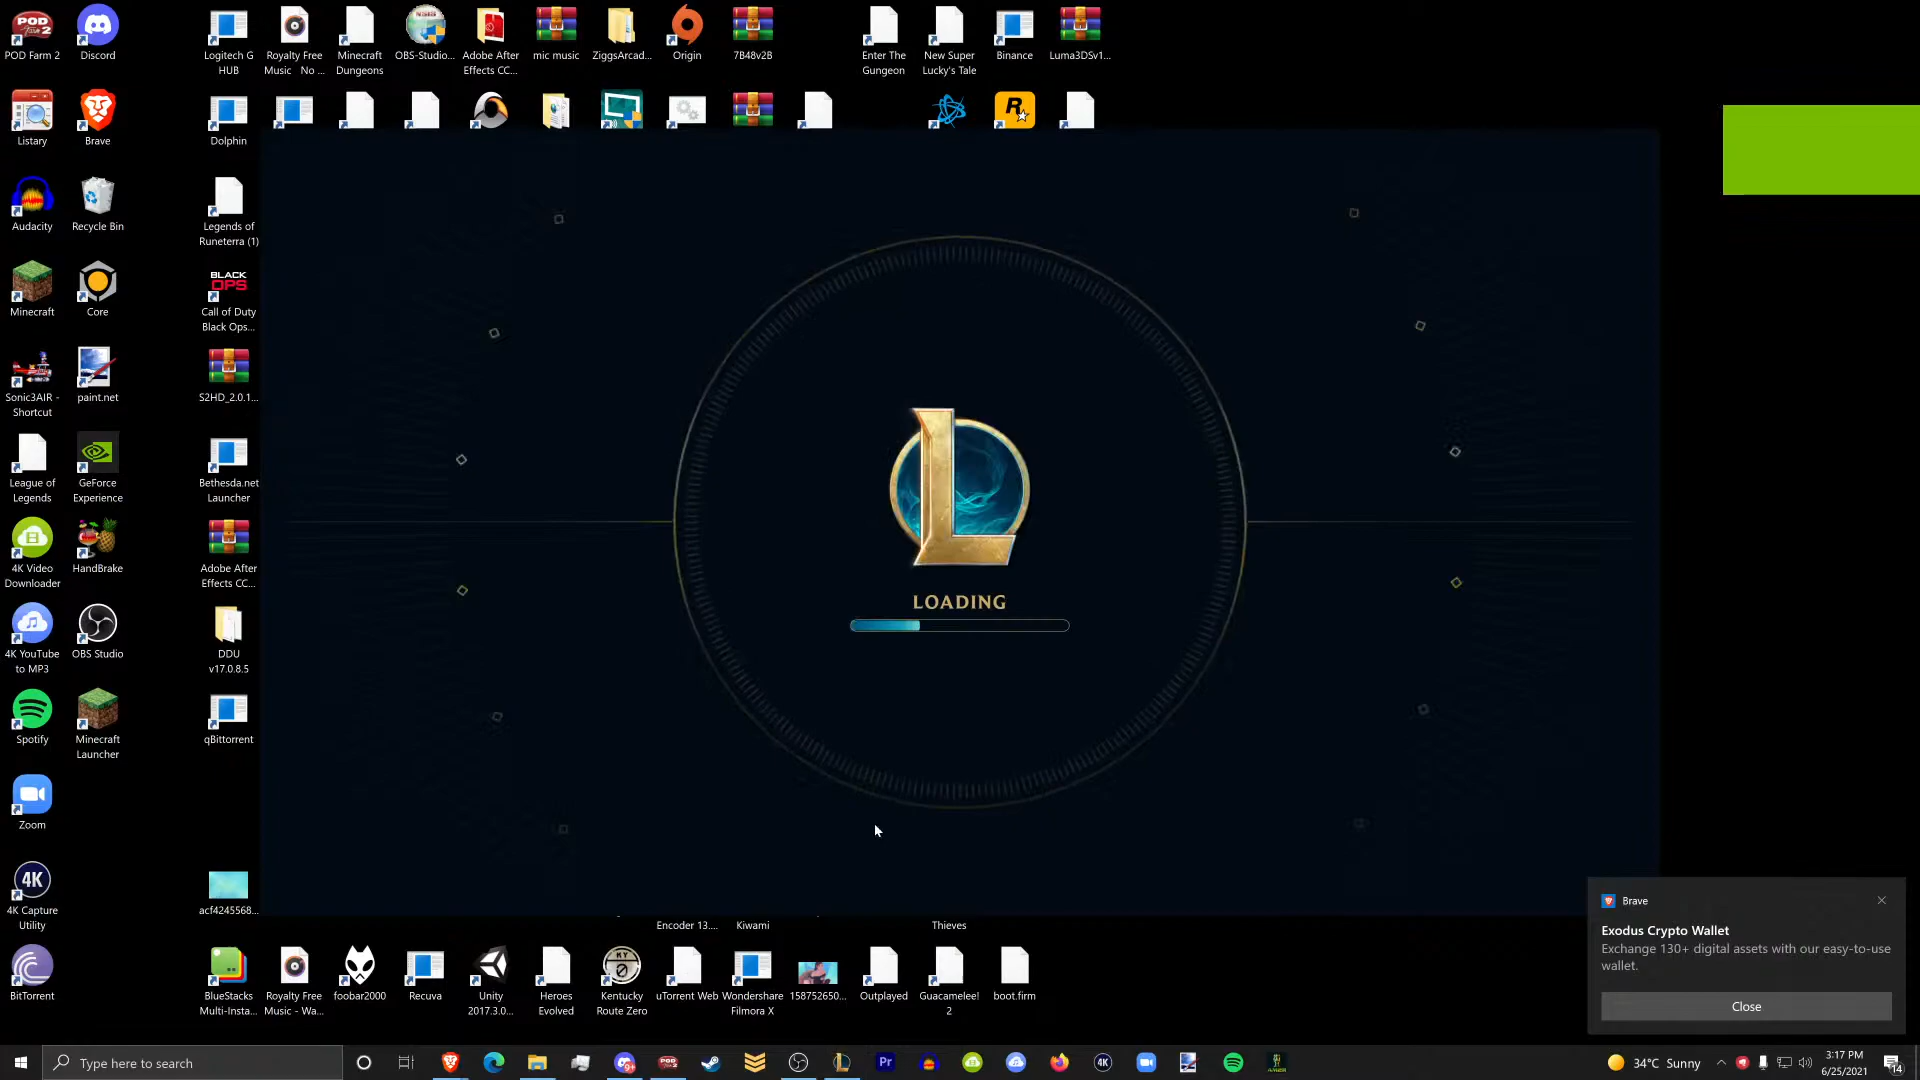 POD Farm 2
Discord
Logitech G HUB
Royalty Free Music No ...
Minecraft Dungeons
OBS-Studio...
Adobe After Effects CC...
mic music
ZiggsArcad...
Origin
7B48v2B
Enter The Gungeon
New Super Lucky's Tale
Binance
Luma3DSv1...
Listary
Brave
Dolphin
Audacity
Recycle Bin
Legends of Runeterra (1)
Minecraft
Core
BLACK OPS
Call of Duty Black Ops...
Sonic3AIR - Shortcut
paint.net
S2HD_2.0.1...
League of Legends
GeForce Experience
Bethesda.net Launcher
4K Video Downloader
HandBrake
Adobe After Effects CC...
LOADING
4K YouTube to MP3
OBS Studio
DDU v17.0.8.5
Spotify
Minecraft Launcher
qBittorrent
Zoom
4K
4K Capture Utility
acf4245568...
Encoder 13....
Kiwami
Thieves
BitTorrent
BlueStacks Multi-Insta...
Royalty Free Music - Wa...
foobar2000
Recuva
Unity 2017.3.0...
Heroes Evolved
Kentucky Route Zero
uTorrent Web
Wondershare Filmora X
158752650...
Outplayed
Guacamelee! 2
boot.firm
Brave
Exodus Crypto Wallet
Exchange 130+ digital assets with our easy-to-use
wallet.
Close
Type here to search
Pr
4K
34°C Sunny
3:17 PM
6/25/2021
14